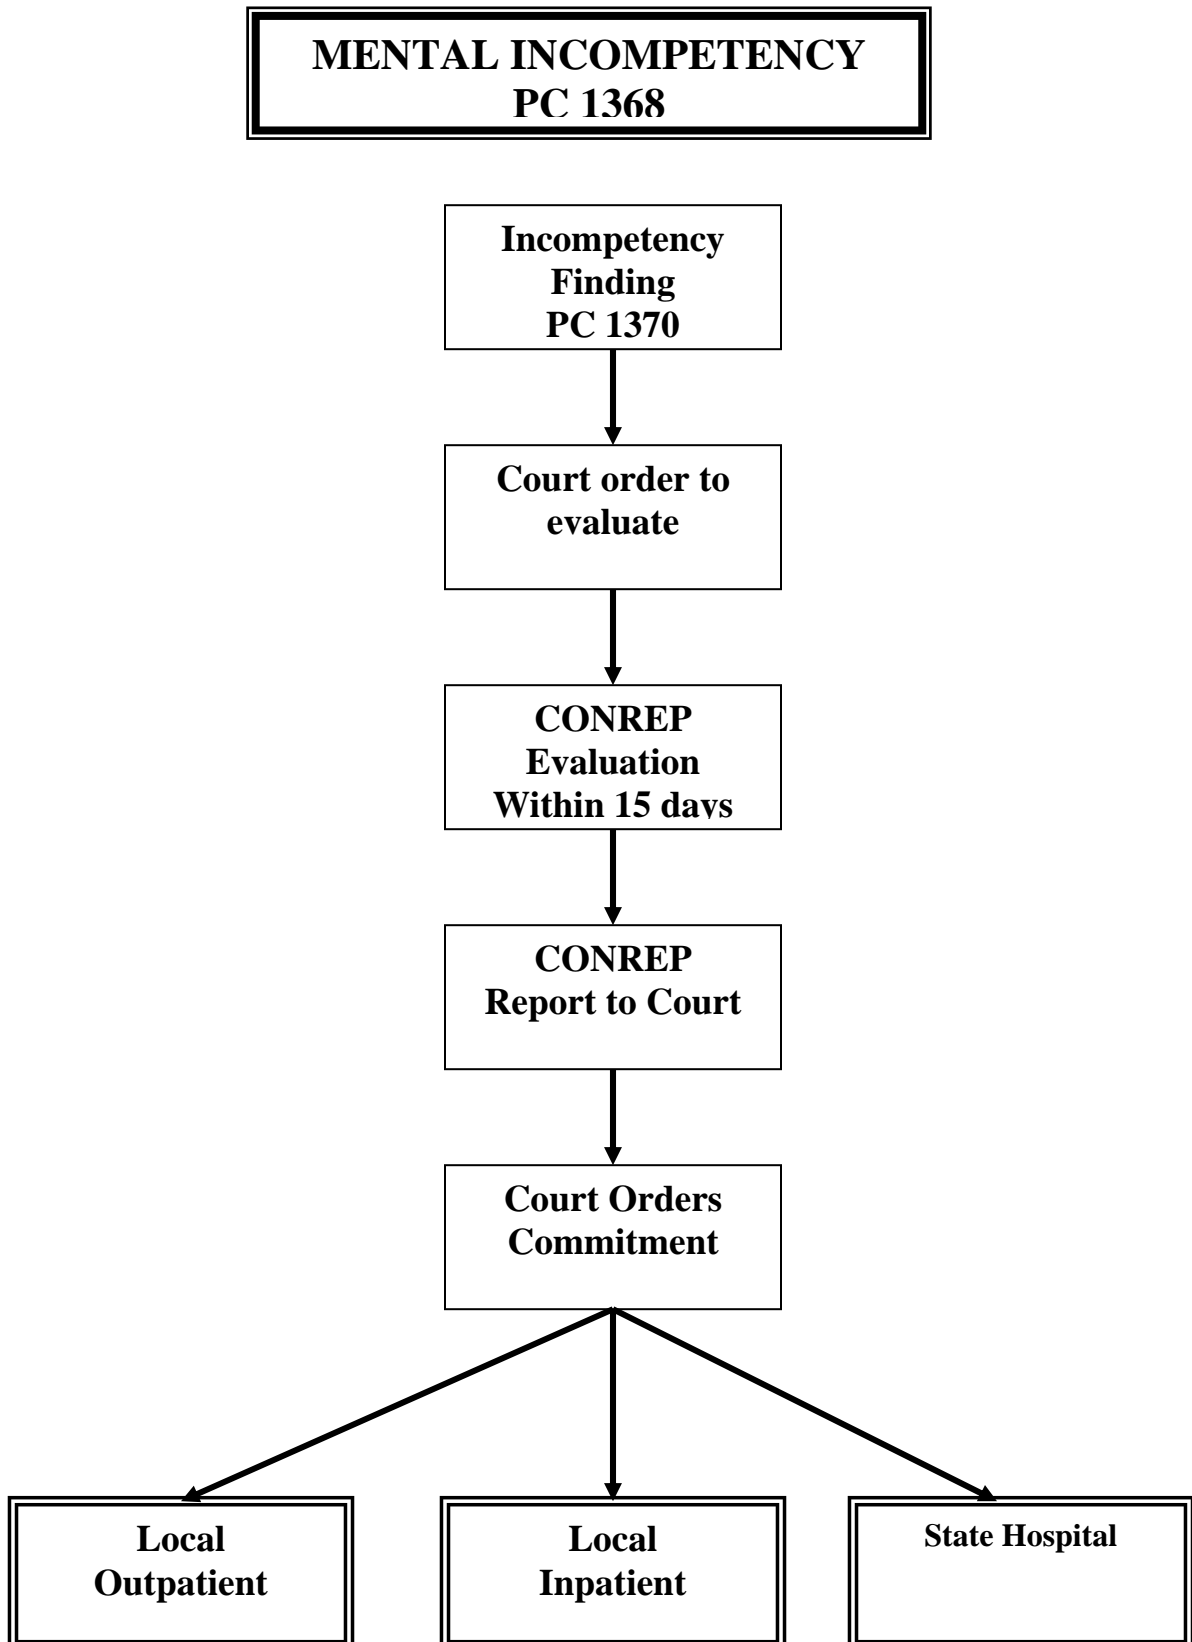 MENTAL INCOMPETENCY
PC 1368
Incompetency
Finding
PC 1370
Court order to
evaluate
CONREP
Evaluation
Within 15 days
CONREP
Report to Court
Court Orders
Commitment
Local
Outpatient
Local
Inpatient
State Hospital